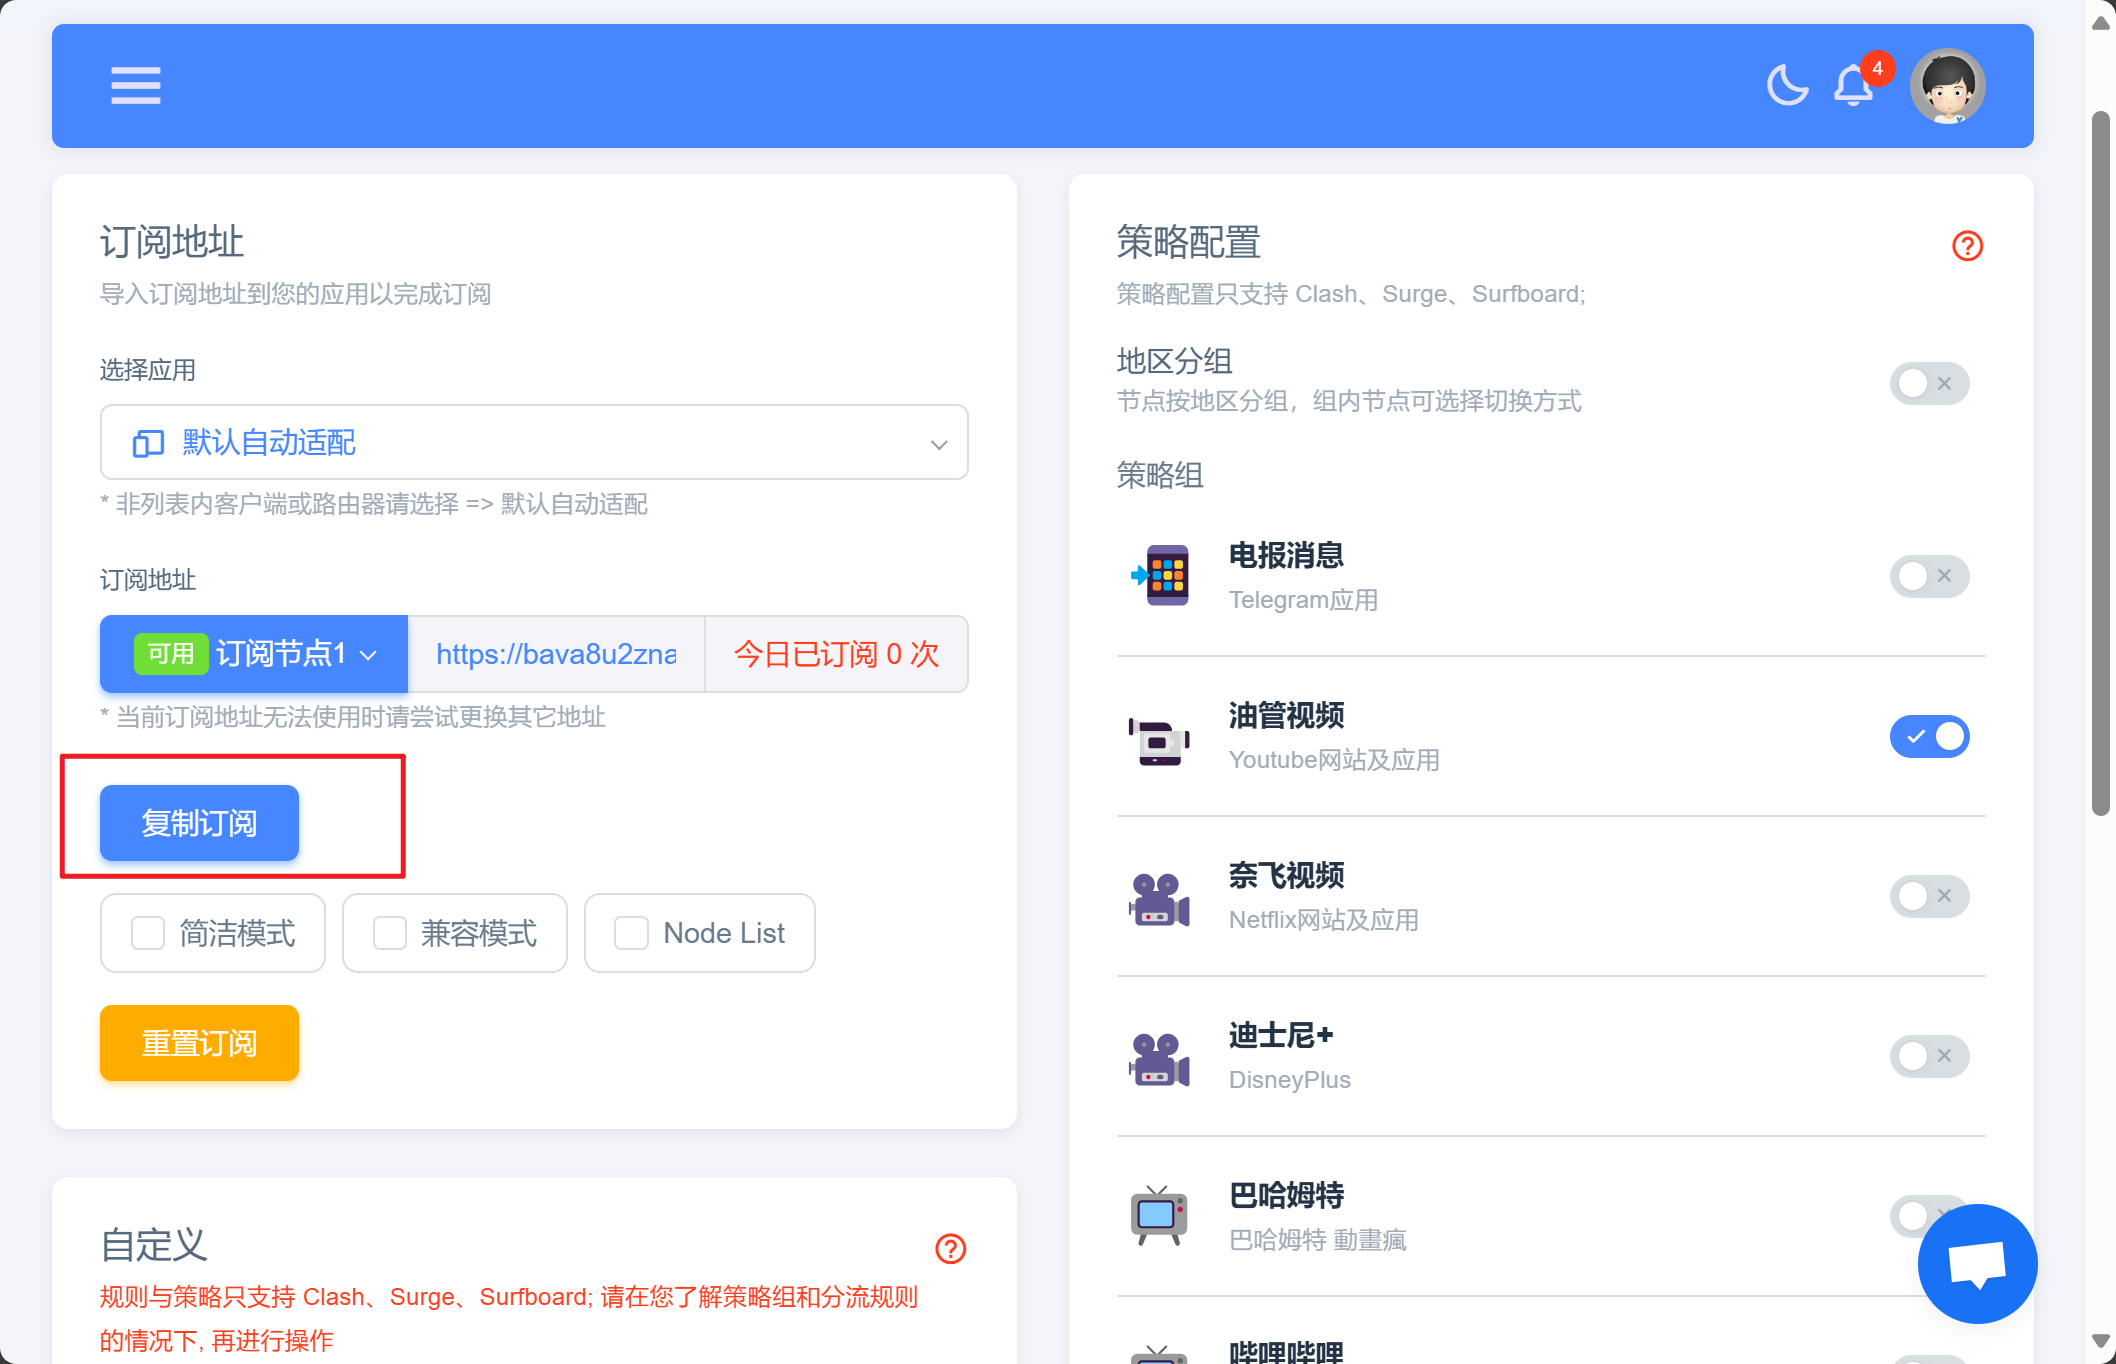 4
订阅地址
导入订阅地址到您的应用以完成订阅
选择应用
默认自动适配
* 非列表内客户端或路由器请选择 => 默认自动适配
订阅地址
可用 订阅节点1 https://bava8u2zna 今日已订阅 0 次
* 当前订阅地址无法使用时请尝试更换其它地址
复制订阅
简洁模式 兼容模式 Node List
重置订阅
自定义
规则与策略只支持 Clash、Surge、Surfboard; 请在您了解策略组和分流规则
的情况下, 再进行操作
策略配置
策略配置只支持 Clash、Surge、Surfboard;
地区分组
节点按地区分组，组内节点可选择切换方式
策略组
电报消息
Telegram应用
油管视频
Youtube网站及应用
奈飞视频
Netflix网站及应用
迪士尼+
DisneyPlus
巴哈姆特
巴哈姆特 動畫瘋
哔哩哔哩